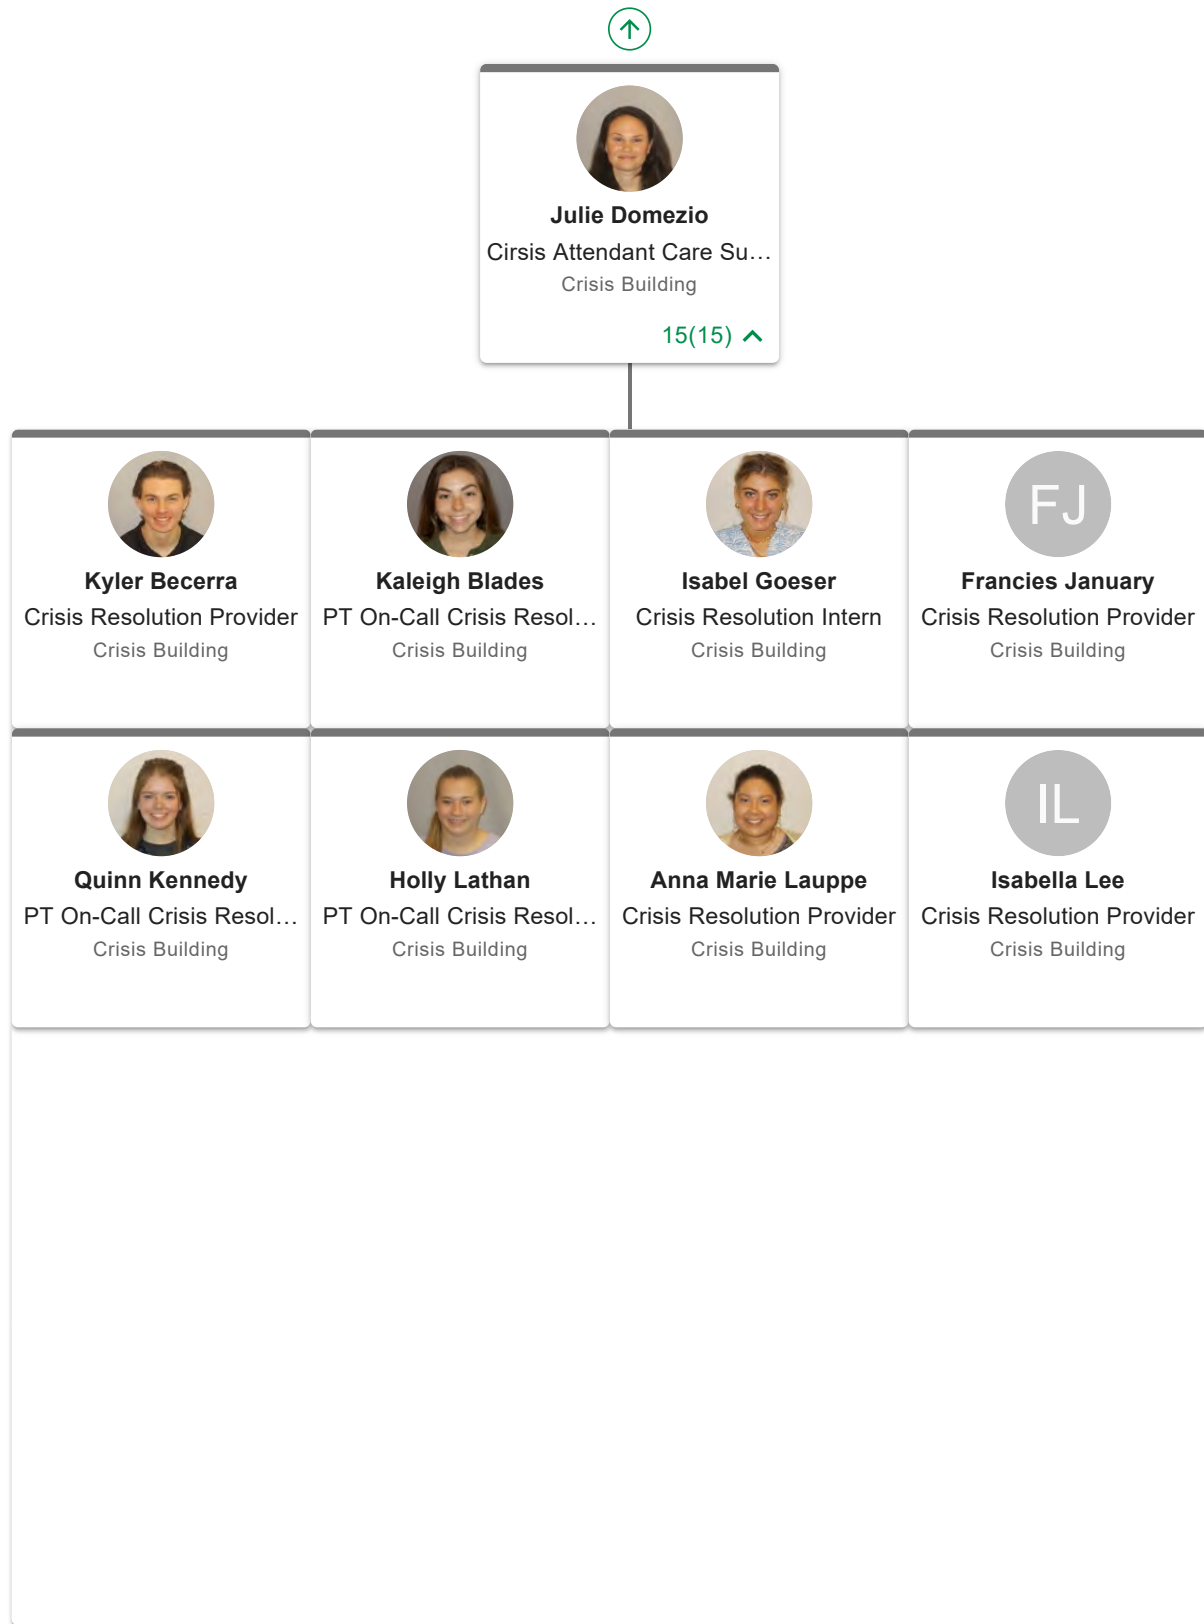 Julie Domezio
Cirsis Attendant Care Su…
Crisis Building
15(15)
Kyler Becerra
Crisis Resolution Provider
Crisis Building
Kaleigh Blades
PT On-Call Crisis Resol…
Crisis Building
Isabel Goeser
Crisis Resolution Intern
Crisis Building
FJ
Francies January
Crisis Resolution Provider
Crisis Building
Quinn Kennedy
PT On-Call Crisis Resol…
Crisis Building
Holly Lathan
PT On-Call Crisis Resol…
Crisis Building
Anna Marie Lauppe
Crisis Resolution Provider
Crisis Building
IL
Isabella Lee
Crisis Resolution Provider
Crisis Building